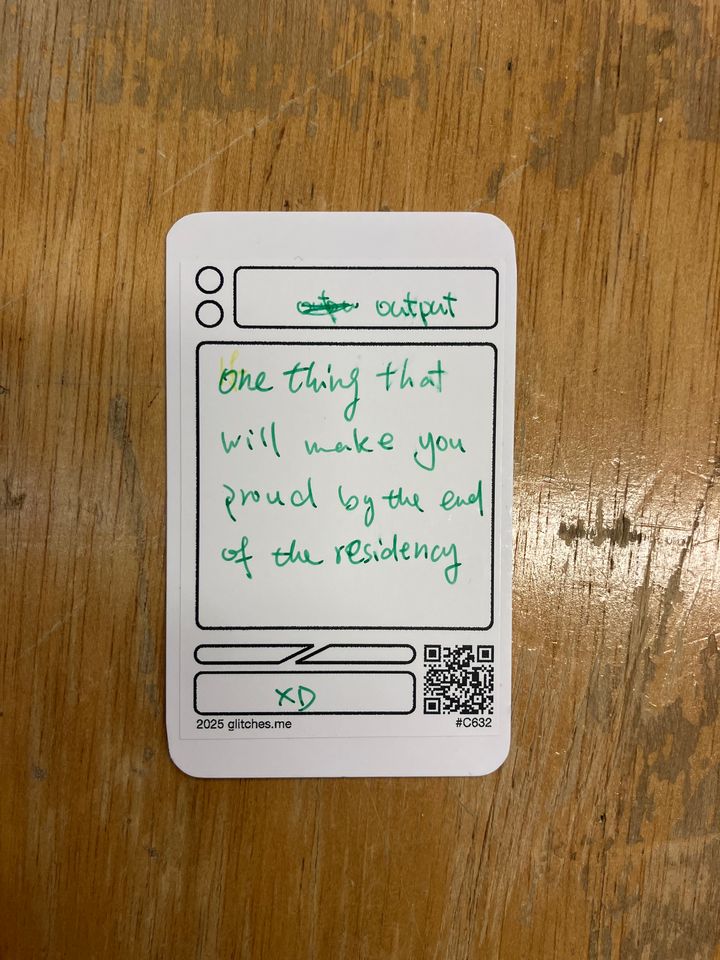 output
one thing that
will make you
proud by the end
of the residency
XD
2025 glitches.me
#C632